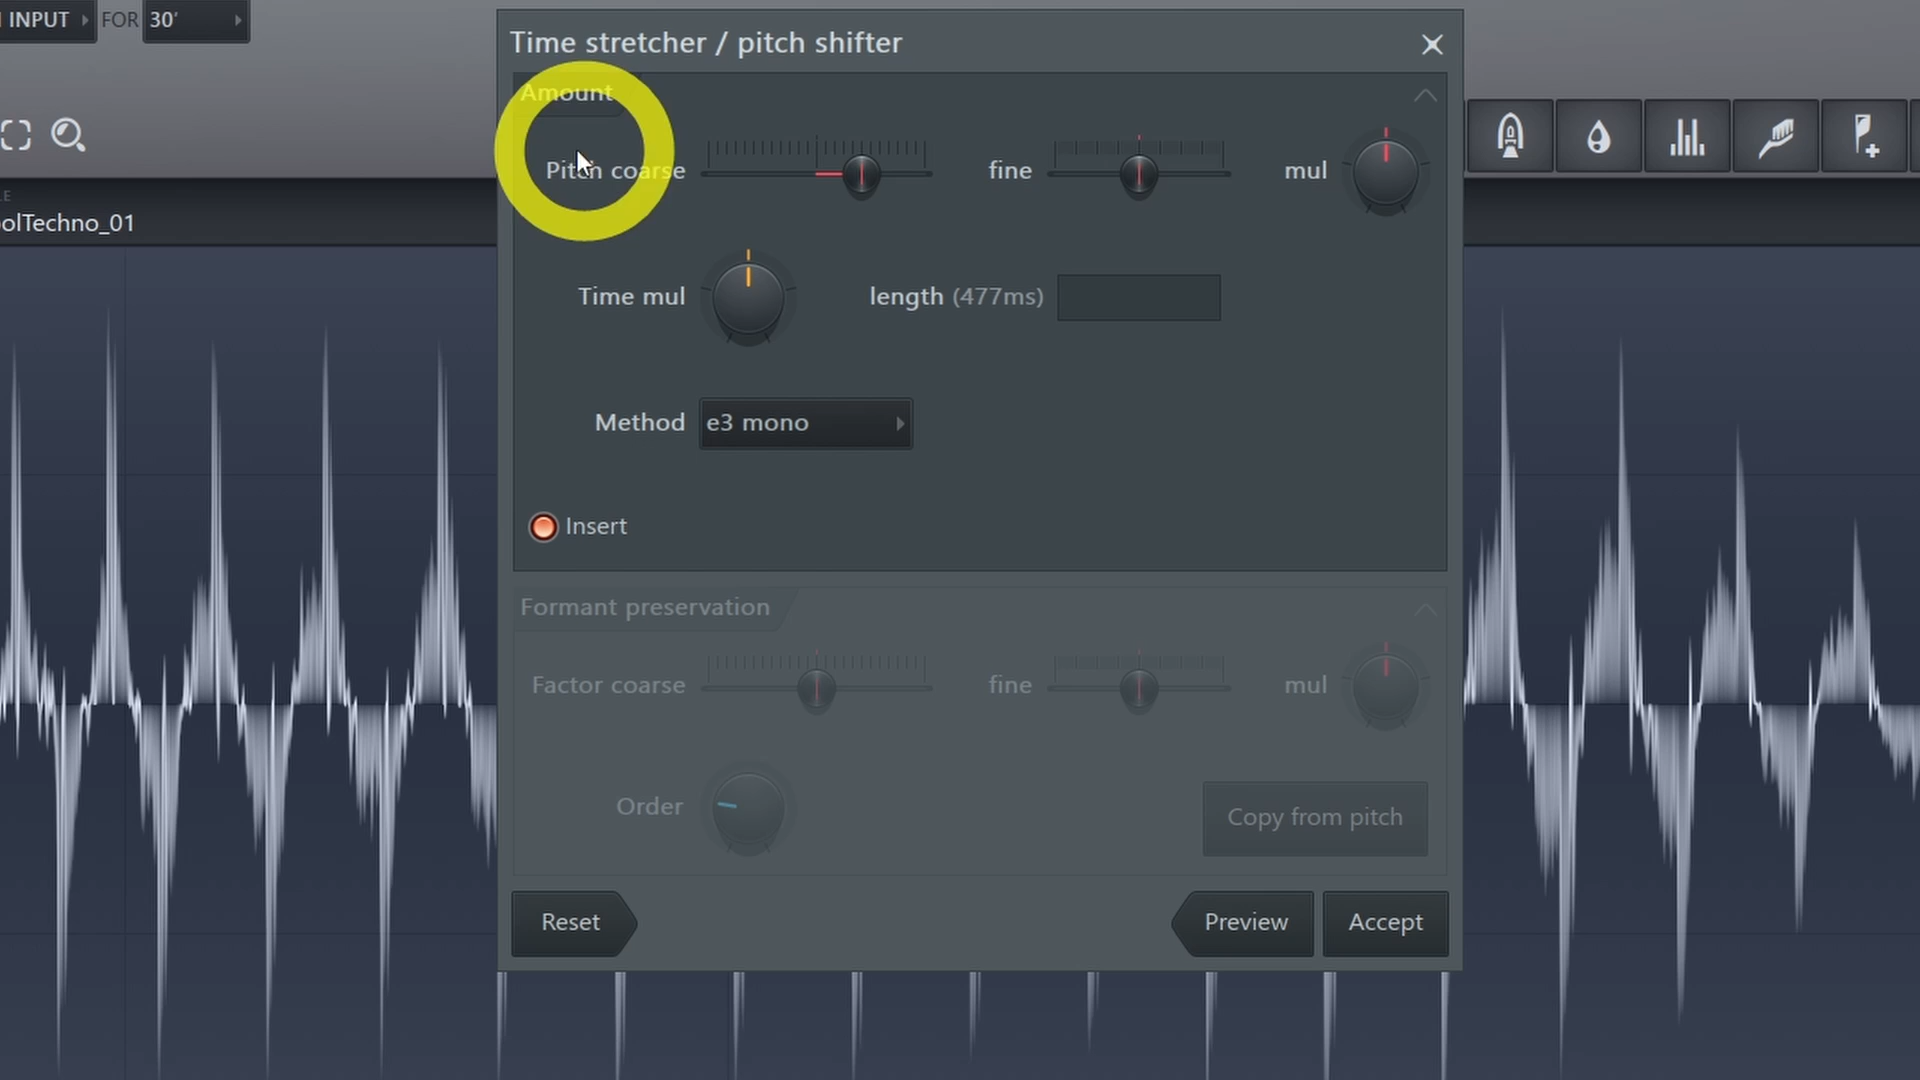 INPUT FOR 30'
Time stretcher / pitch shifter
Amount
Pitch coarse fine mul
olTechno_01
Time mul length (477ms)
Method e3 mono
Insert
Formant preservation
Factor coarse fine mul
Order Copy from pitch
Reset Preview Accept